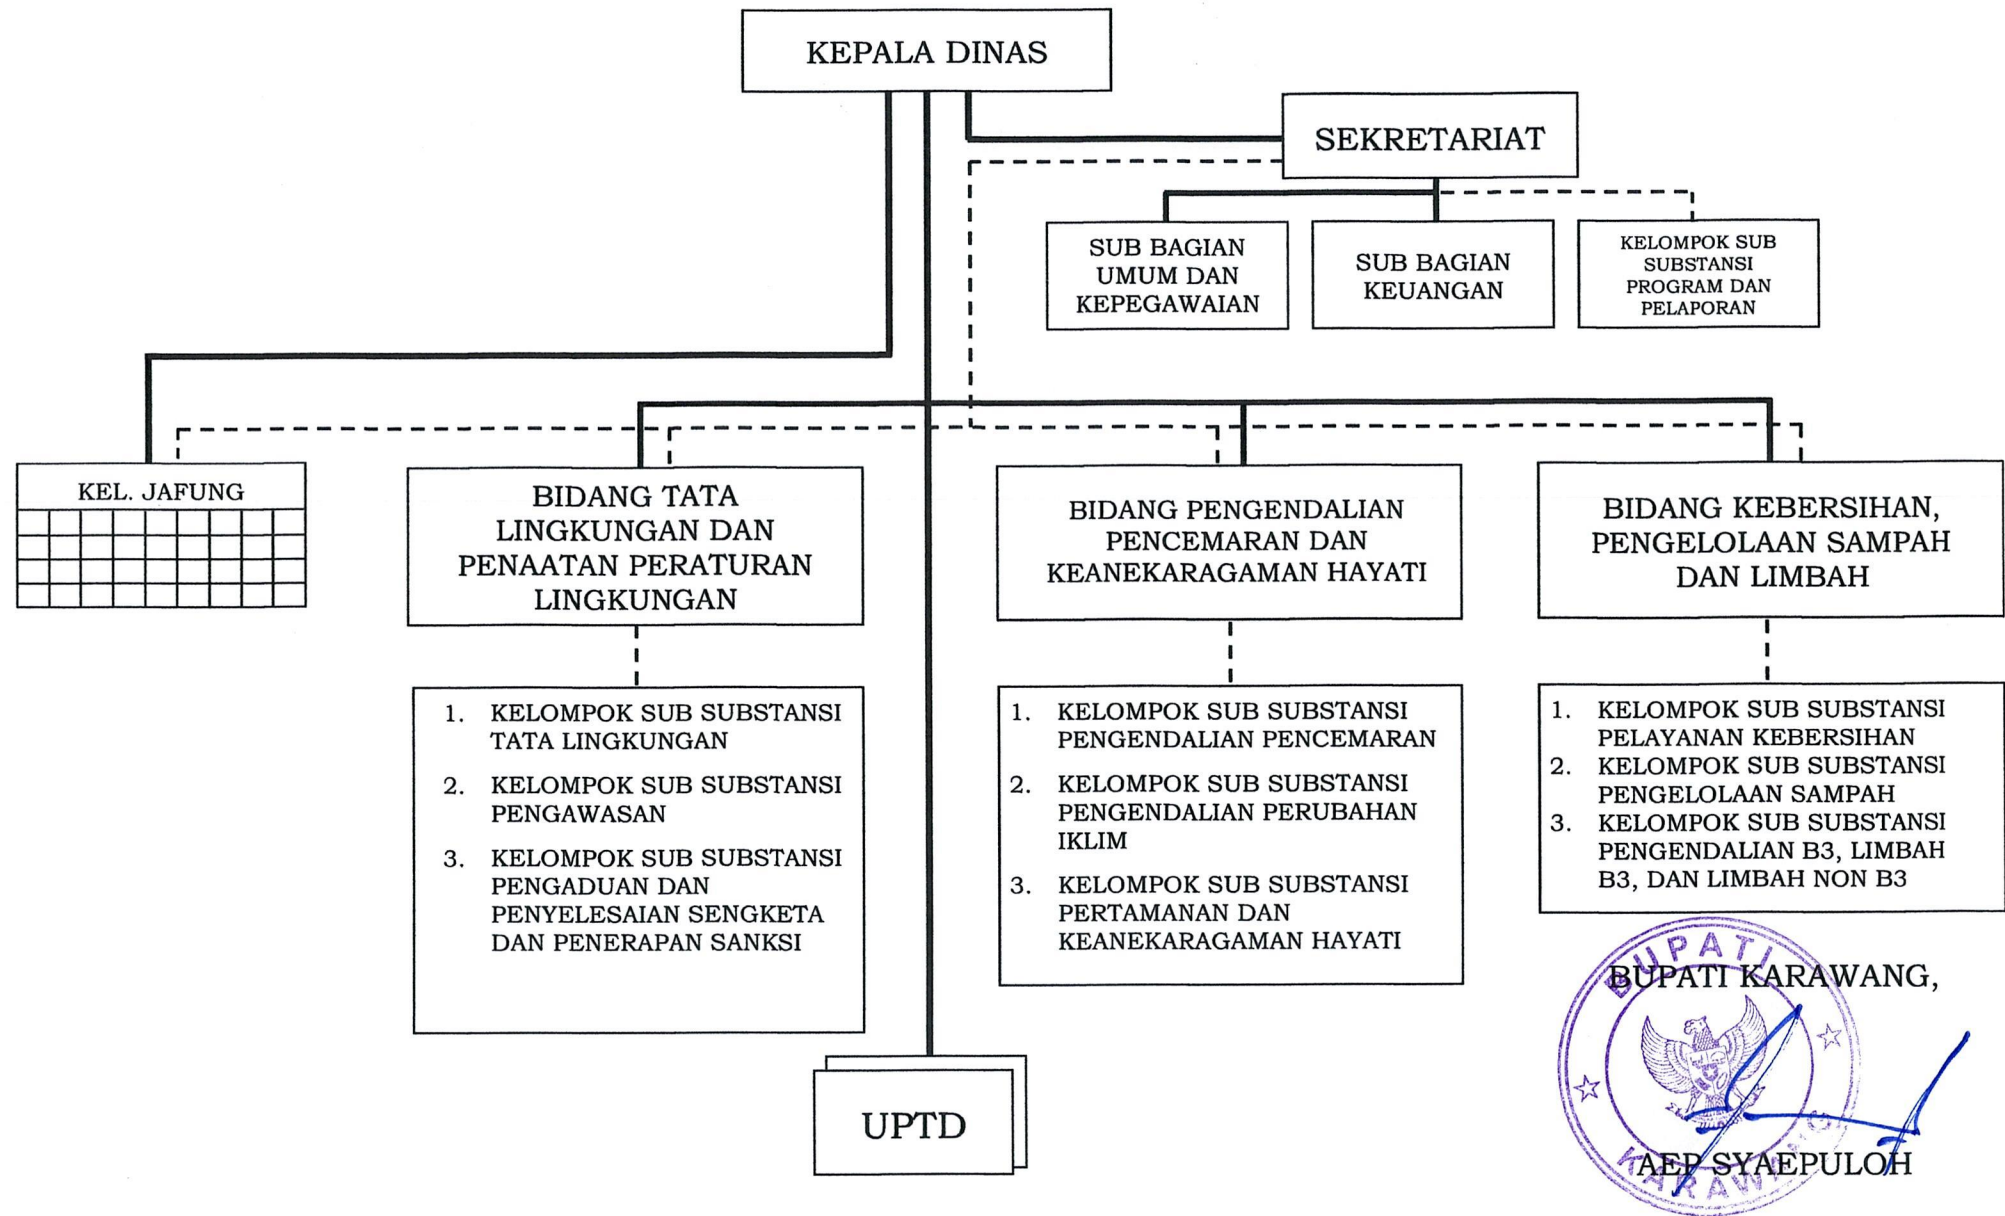 KEPALA DINAS
SEKRETARIAT
SUB BAGIAN
UMUM DAN
KEPEGAWAIAN
SUB BAGIAN
KEUANGAN
KELOMPOK SUB
SUBSTANSI
PROGRAM DAN
PELAPORAN
KEL. JAFUNG
BIDANG TATA
LINGKUNGAN DAN
PENAATAN PERATURAN
LINGKUNGAN
BIDANG PENGENDALIAN
PENCEMARAN DAN
KEANEKARAGAMAN HAYATI
BIDANG KEBERSIHAN,
PENGELOLAAN SAMPAH
DAN LIMBAH
1. KELOMPOK SUB SUBSTANSI
TATA LINGKUNGAN
2. KELOMPOK SUB SUBSTANSI
PENGAWASAN
3. KELOMPOK SUB SUBSTANSI
PENGADUAN DAN
PENYELESAIAN SENGKETA
DAN PENERAPAN SANKSI
1. KELOMPOK SUB SUBSTANSI
PENGENDALIAN PENCEMARAN
2. KELOMPOK SUB SUBSTANSI
PENGENDALIAN PERUBAHAN
IKLIM
3. KELOMPOK SUB SUBSTANSI
PERTAMANAN DAN
KEANEKARAGAMAN HAYATI
1. KELOMPOK SUB SUBSTANSI
PELAYANAN KEBERSIHAN
2. KELOMPOK SUB SUBSTANSI
PENGELOLAAN SAMPAH
3. KELOMPOK SUB SUBSTANSI
PENGENDALIAN B3, LIMBAH
B3, DAN LIMBAH NON B3
UPTD
BUPATI KARAWANG,
BUPATI
KARAWANG
AEP SYAEPULOH